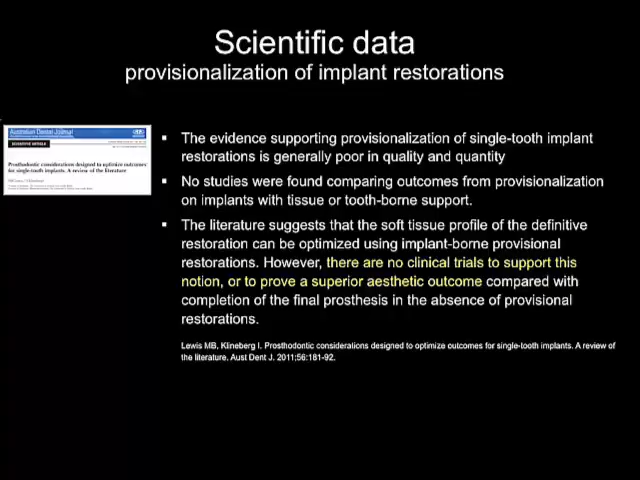 Scientific data
provisionalization of implant restorations
Australian Dental Journal
SCIENTIFIC ARTICLE
Prosthodontic considerations designed to optimize outcomes
for single-tooth implants. A review of the literature
▪ The evidence supporting provisionalization of single-tooth implant
restorations is generally poor in quality and quantity
▪ No studies were found comparing outcomes from provisionalization
on implants with tissue or tooth-borne support.
▪ The literature suggests that the soft tissue profile of the definitive
restoration can be optimized using implant-borne provisional
restorations. However, there are no clinical trials to support this
notion, or to prove a superior aesthetic outcome compared with
completion of the final prosthesis in the absence of provisional
restorations.
Lewis MB, Klineberg I. Prosthodontic considerations designed to optimize outcomes for single-tooth implants. A review of
the literature. Aust Dent J. 2011;56:181-92.